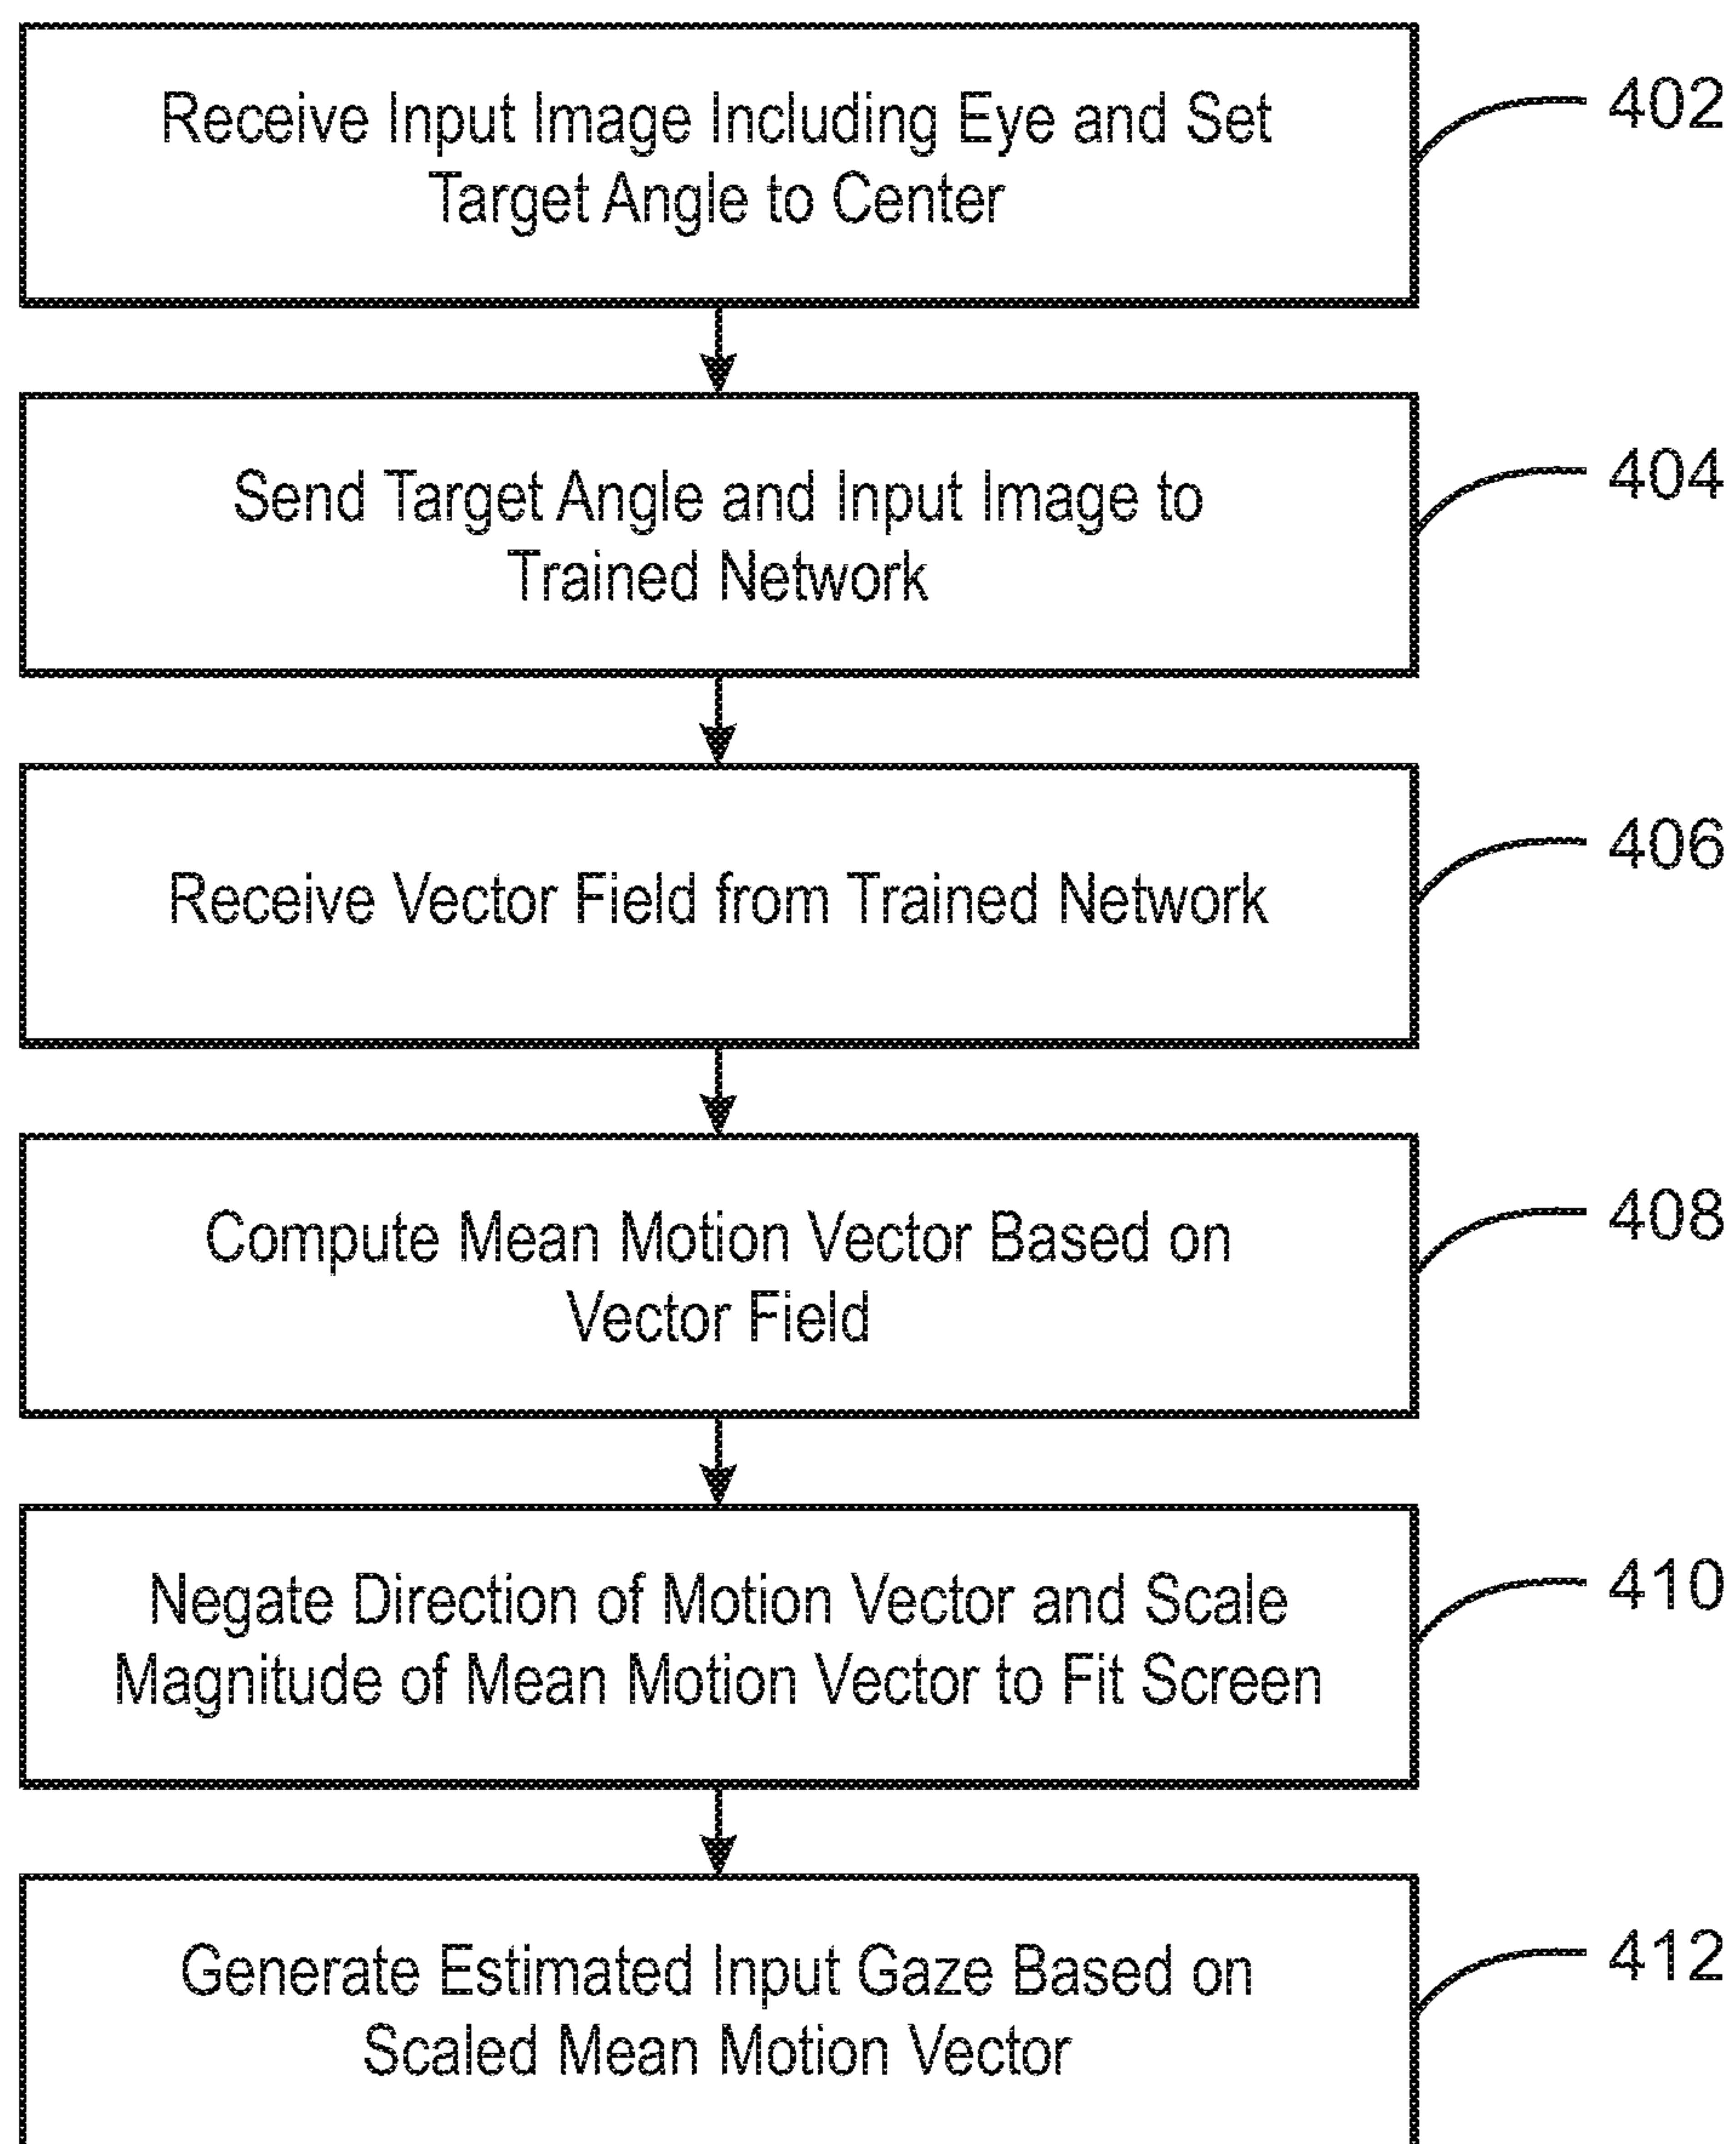 Receive Input Image Including Eye and Set
Target Angle to Center
402
Send Target Angle and Input Image to
Trained Network
404
Receive Vector Field from Trained Network
406
Compute Mean Motion Vector Based on
Vector Field
408
Negate Direction of Motion Vector and Scale
Magnitude of Mean Motion Vector to Fit Screen
410
Generate Estimated Input Gaze Based on
Scaled Mean Motion Vector
412